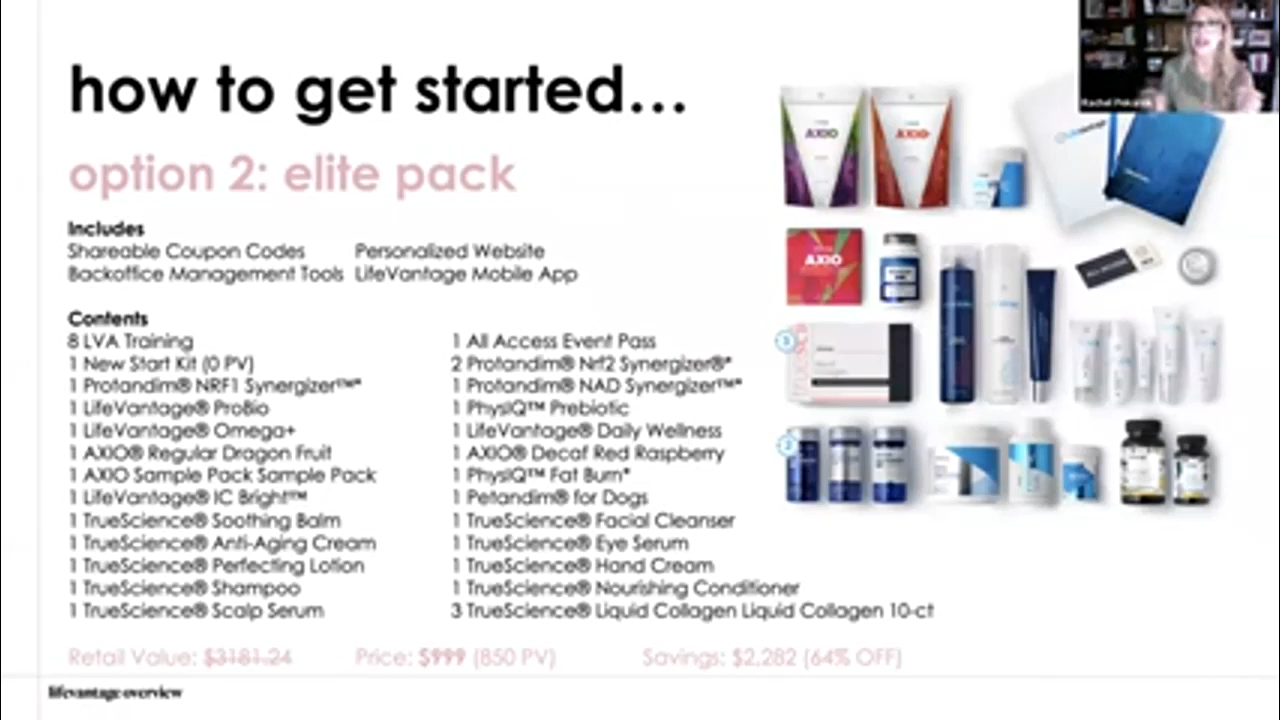 how to get started...
option 2: elite pack
Includes
Shareable Coupon Codes Personalized Website
Backoffice Management Tools LifeVantage Mobile App
Contents
8 LVA Training
1 New Start Kit (0 PV)
1 Protandim® NRF1 Synergizer™*
1 LifeVantage® ProBio
1 LifeVantage® Omega+
1 AXIO® Regular Dragon Fruit
1 AXIO Sample Pack Sample Pack
1 LifeVantage® IC Bright™
1 TrueScience® Soothing Balm
1 TrueScience® Anti-Aging Cream
1 TrueScience® Perfecting Lotion
1 TrueScience® Shampoo
1 TrueScience® Scalp Serum
1 All Access Event Pass
2 Protandim® Nrf2 Synergizer®*
1 Protandim® NAD Synergizer™*
1 PhysIQ™ Prebiotic
1 LifeVantage® Daily Wellness
1 AXIO® Decaf Red Raspberry
1 PhysIQ™ Fat Burn*
1 Petandim® for Dogs
1 TrueScience® Facial Cleanser
1 TrueScience® Eye Serum
1 TrueScience® Hand Cream
1 TrueScience® Nourishing Conditioner
3 TrueScience® Liquid Collagen Liquid Collagen 10-ct
Retail Value: $3181.24 Price: $999 (850 PV) Savings: $2,282 (64% OFF)
lifevantage overview
Rachel
AXIO
AXIO
AXIO
3
2